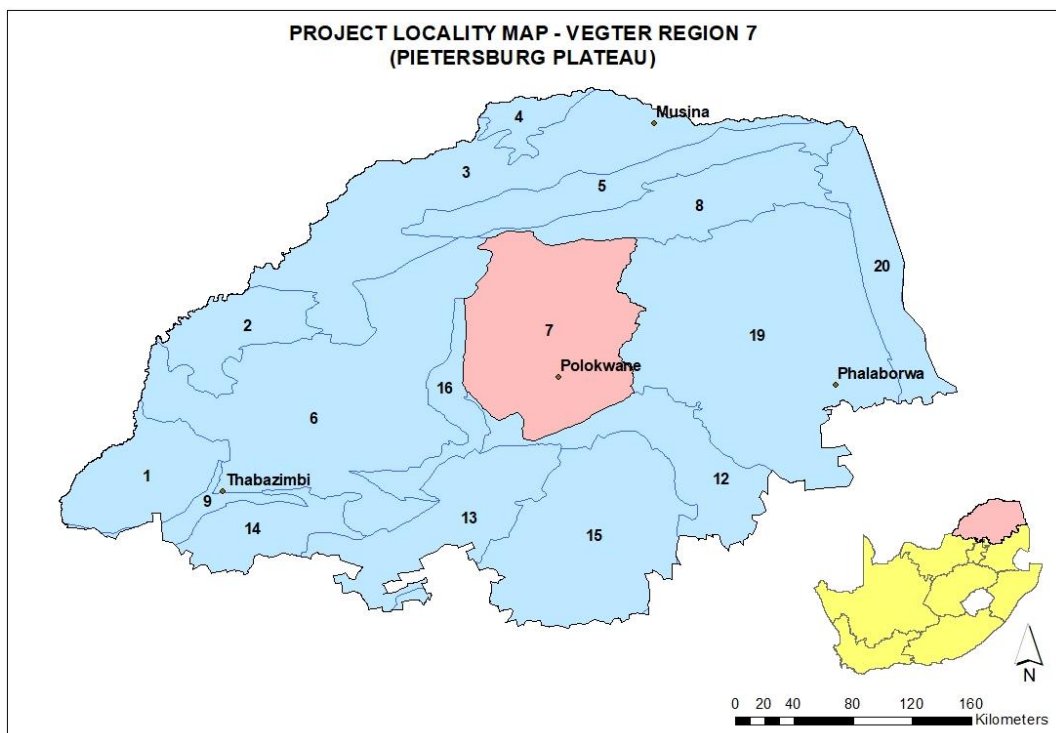 PROJECT LOCALITY MAP - VEGTER REGION 7
(PIETERSBURG PLATEAU)
4
Musina
3
5
8
20
2
7
19
Polokwane
16
Phalaborwa
6
1
Thabazimbi
9
12
14
13
15
N
0 20 40 80 120 160
Kilometers